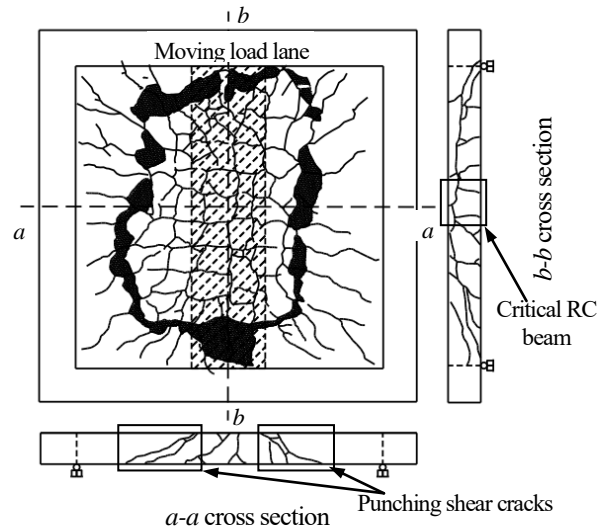 b
Moving load lane
a
a
b-b cross section
Critical RC
beam
b
Punching shear cracks
a-a cross section